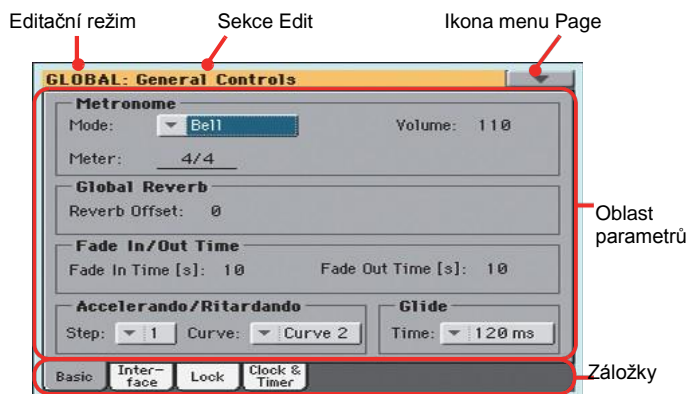 Editační režim
Sekce Edit
Ikona menu Page
GLOBAL: General Controls
Metronome
Mode: Bell Volume: 110
Meter: 4/4
Global Reverb
Reverb Offset: 0
Fade In/Out Time
Fade In Time [s]: 10 Fade Out Time [s]: 10
Accelerando/Ritardando
Step: 1 Curve: Curve 2
Glide
Time: 120 ms
Basic
Inter-
face
Lock
Clock &
Timer
Oblast
parametrů
Záložky